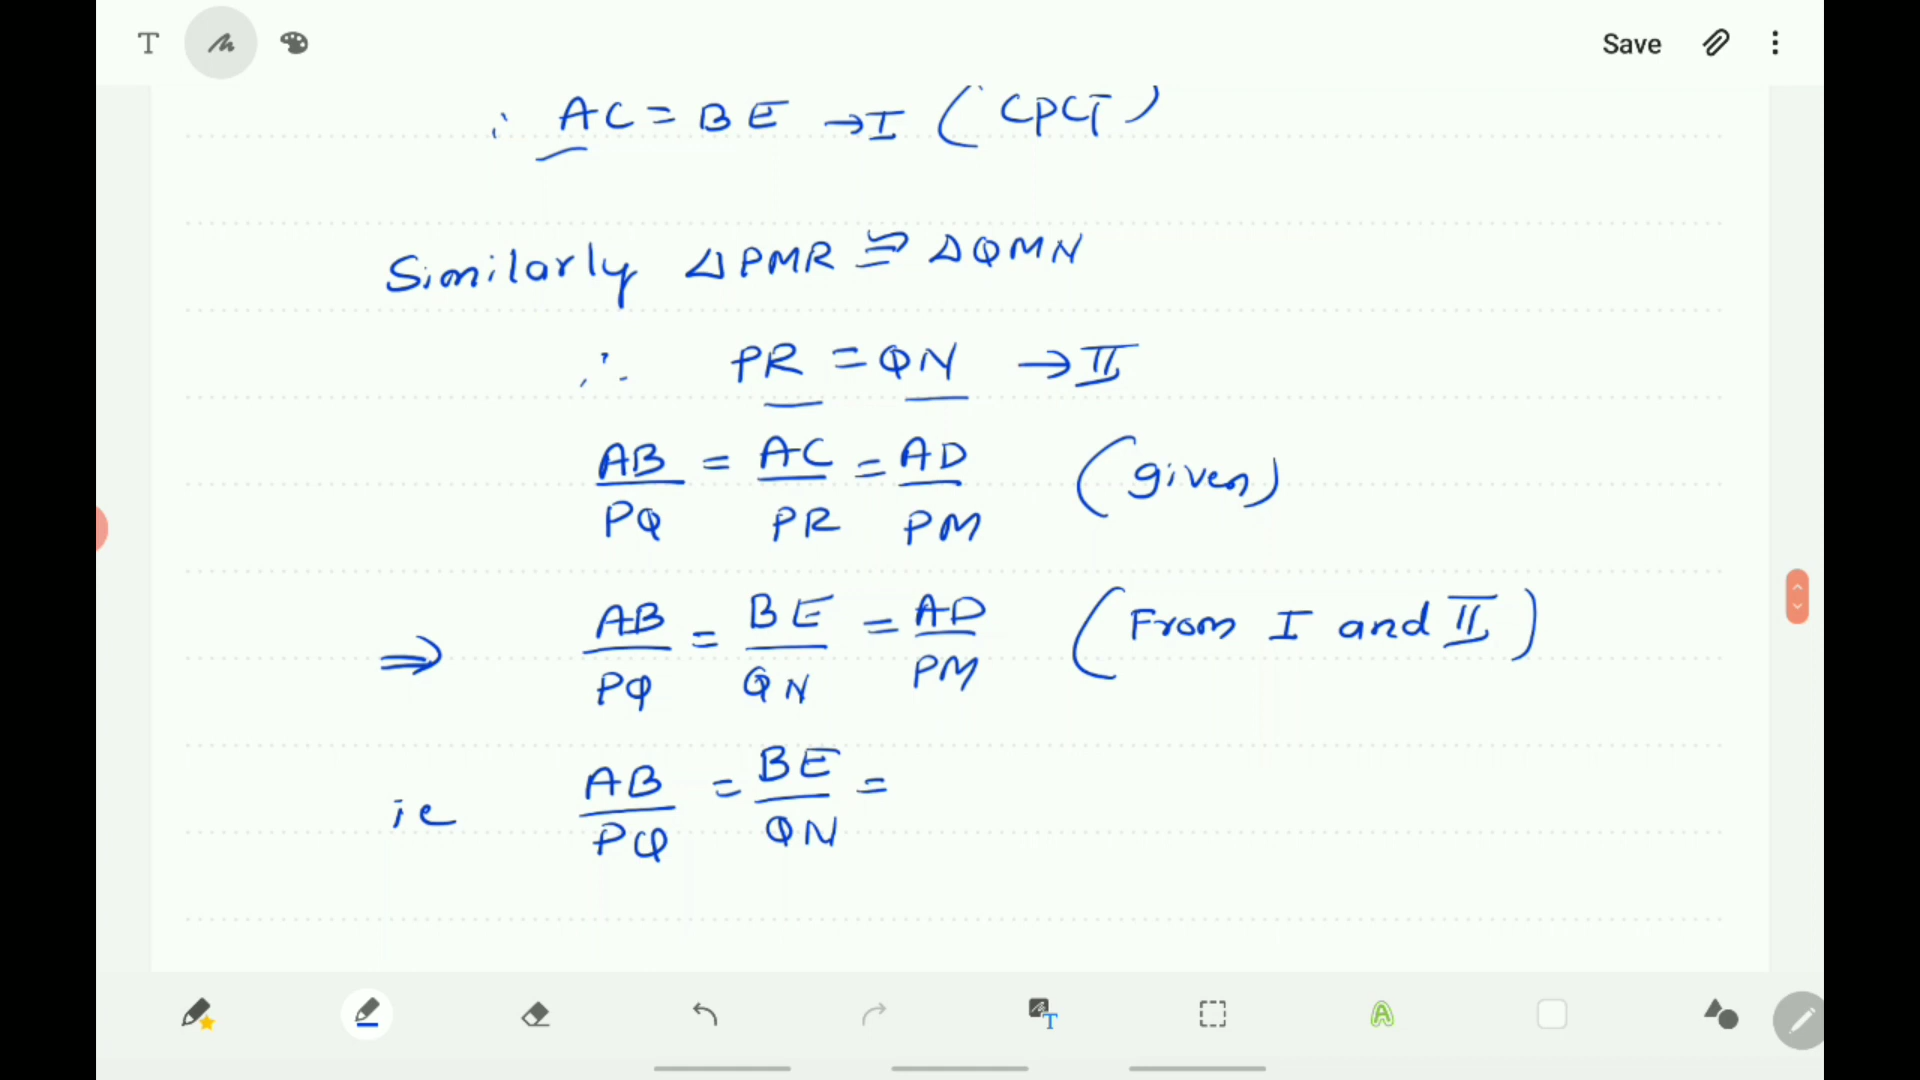 T Save
∴ AC = BE → I (CPCT)
Similarly △PMR ≅ △QMN
∴ PR = QN → II
AB/PQ = AC/PR = AD/PM (given)
⇒ AB/PQ = BE/QN = AD/PM (From I and II)
ie AB/PQ = BE/QN =
T A